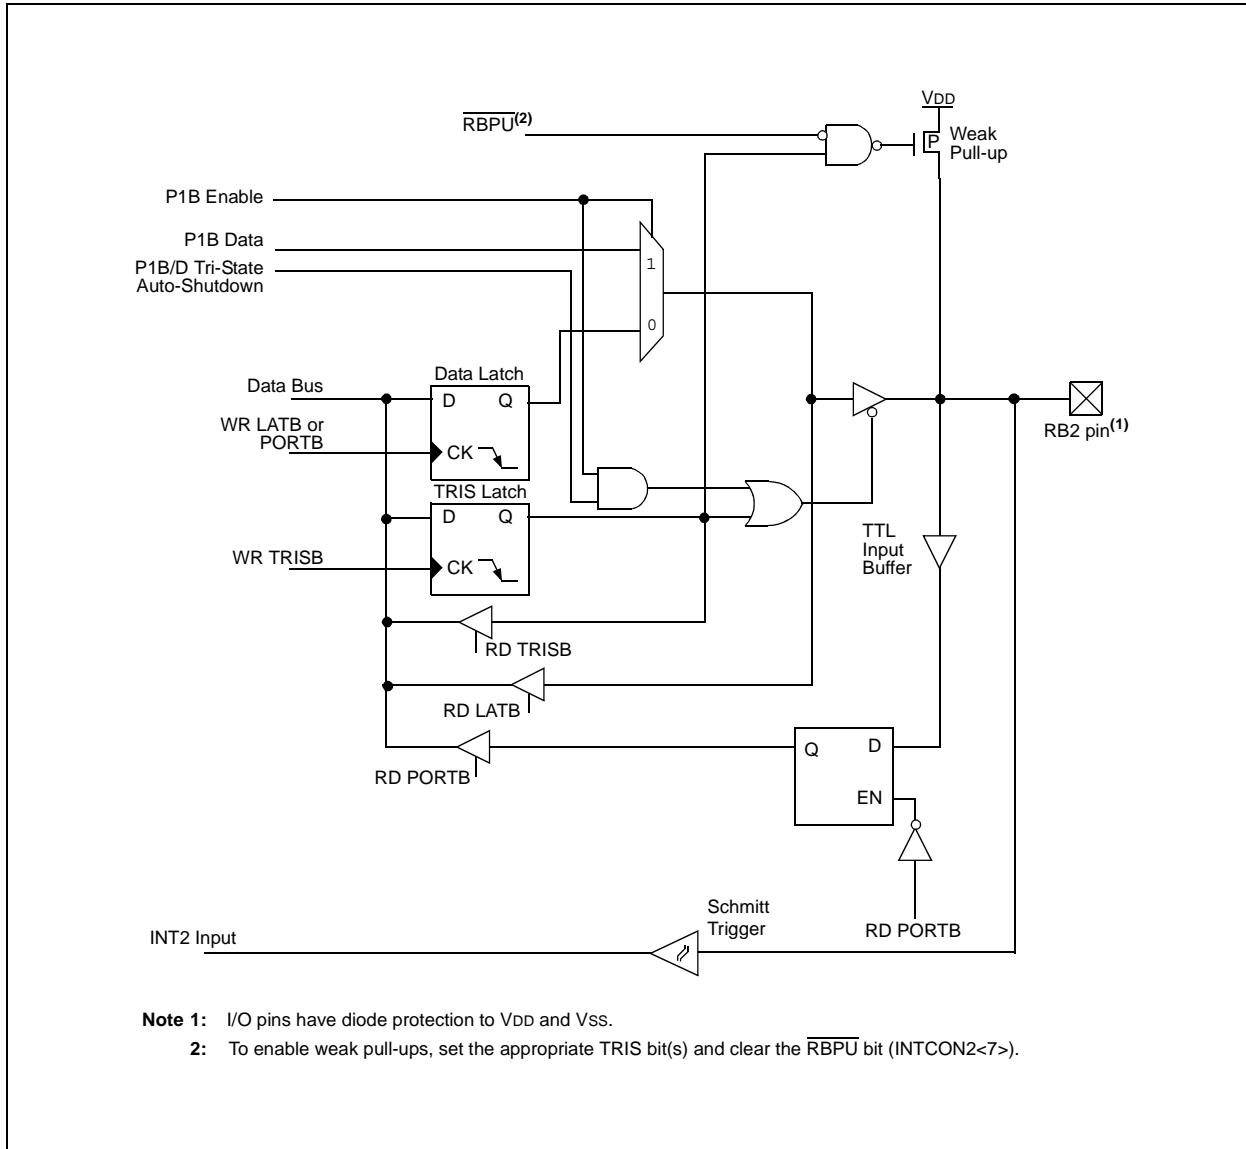 VDD
RBPU(2)
P
Weak
Pull-up
P1B Enable
P1B Data
1
P1B/D Tri-State
Auto-Shutdown
0
Data Latch
Data Bus
D Q
WR LATB or
PORTB
CK
RB2 pin(1)
TRIS Latch
D Q
TTL
Input
Buffer
WR TRISB
CK
RD TRISB
RD LATB
Q D
RD PORTB
EN
Schmitt
Trigger
RD PORTB
INT2 Input
Note 1: I/O pins have diode protection to VDD and VSS.
2: To enable weak pull-ups, set the appropriate TRIS bit(s) and clear the RBPU bit (INTCON2<7>).